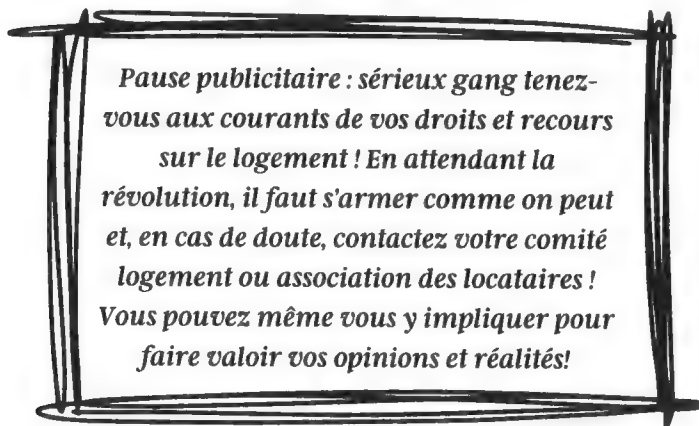 Pause publicitaire : sérieux gang tenez-
vous aux courants de vos droits et recours
sur le logement ! En attendant la
révolution, il faut s'armer comme on peut
et, en cas de doute, contactez votre comité
logement ou association des locataires !
Vous pouvez même vous y impliquer pour
faire valoir vos opinions et réalités!